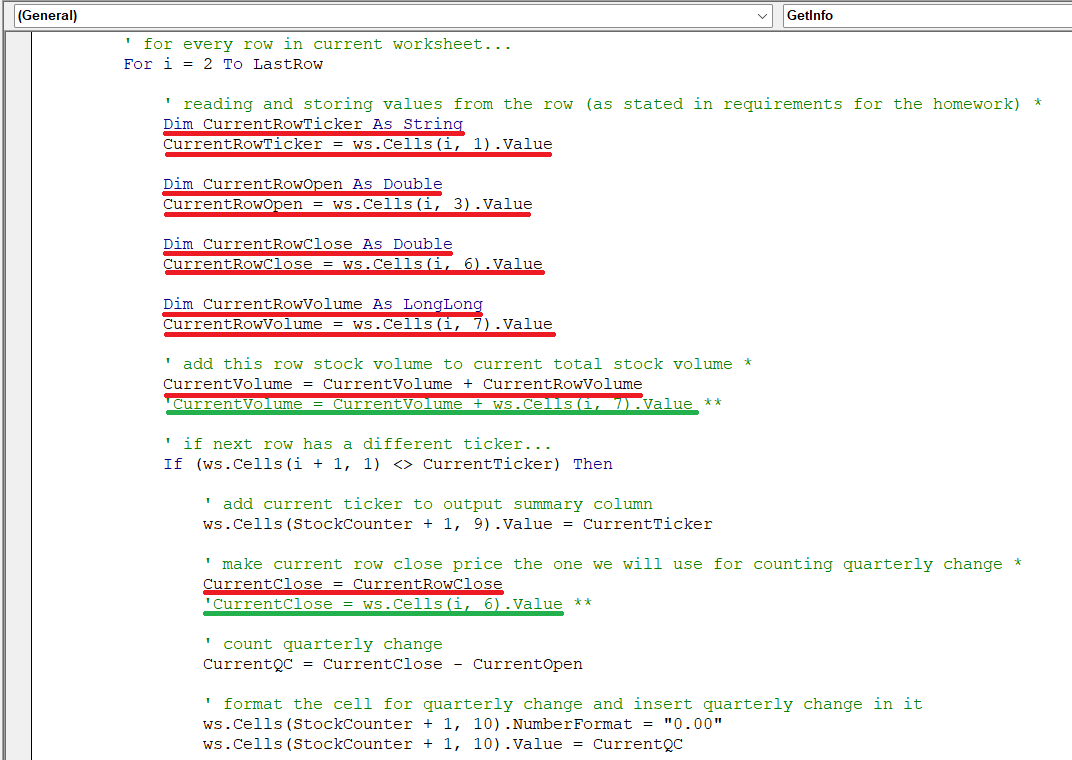 (General)
GetInfo
' for every row in current worksheet...
For i = 2 To LastRow
' reading and storing values from the row (as stated in requirements for the homework) *
Dim CurrentRowTicker As String
CurrentRowTicker = ws.Cells(i, 1).Value
Dim CurrentRowOpen As Double
CurrentRowOpen = ws.Cells(i, 3).Value
Dim CurrentRowClose As Double
CurrentRowClose = ws.Cells(i, 6).Value
Dim CurrentRowVolume As LongLong
CurrentRowVolume = ws.Cells(i, 7).Value
' add this row stock volume to current total stock volume *
CurrentVolume = CurrentVolume + CurrentRowVolume
'CurrentVolume = CurrentVolume + ws.Cells(i, 7).Value **
' if next row has a different ticker...
If (ws.Cells(i + 1, 1) <> CurrentTicker) Then
' add current ticker to output summary column
ws.Cells(StockCounter + 1, 9).Value = CurrentTicker
' make current row close price the one we will use for counting quarterly change *
CurrentClose = CurrentRowClose
'CurrentClose = ws.Cells(i, 6).Value **
' count quarterly change
CurrentQC = CurrentClose - CurrentOpen
' format the cell for quarterly change and insert quarterly change in it
ws.Cells(StockCounter + 1, 10).NumberFormat = "0.00"
ws.Cells(StockCounter + 1, 10).Value = CurrentQC